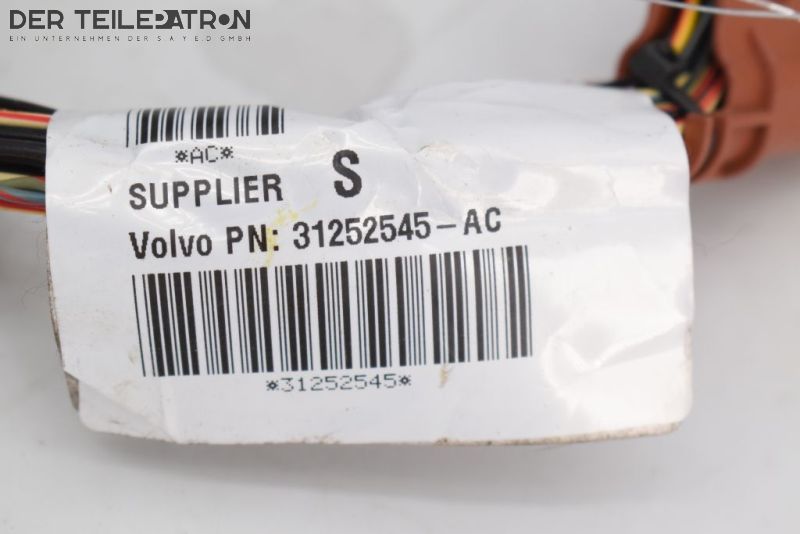 DER TEILEPATRON
EIN UNTERNEHMEN DER S A Y E D GMBH
*AC*
SUPPLIER S
Volvo PN: 31252545-AC
*31252545*